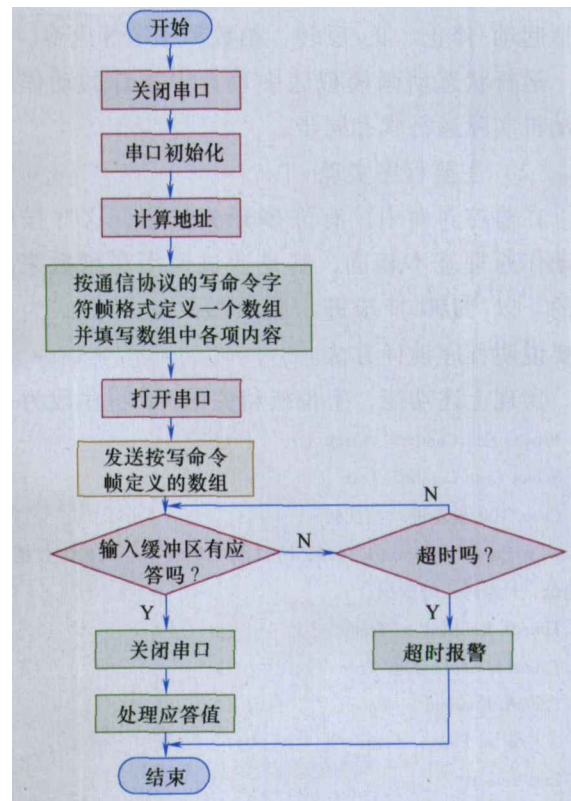 开始
关闭串口
串口初始化
计算地址
按通信协议的写命令字
符帧格式定义一个数组
并填写数组中各项内容
打开串口
发送按写命令
帧定义的数组
N
输入缓冲区有应
答吗？
N
超时吗？
Y
Y
关闭串口
超时报警
处理应答值
结束